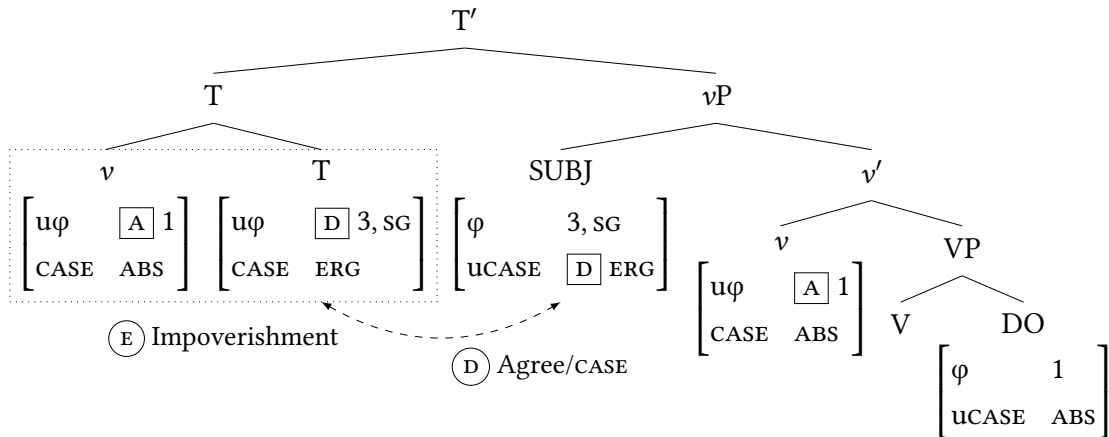 T′
T vP
v T SUBJ v′
uφ A 1 uφ D 3, SG φ 3, SG
CASE ABS CASE ERG uCASE D ERG
v VP
uφ A 1
CASE ABS
V DO
E Impoverishment
D Agree/CASE
φ 1
uCASE ABS